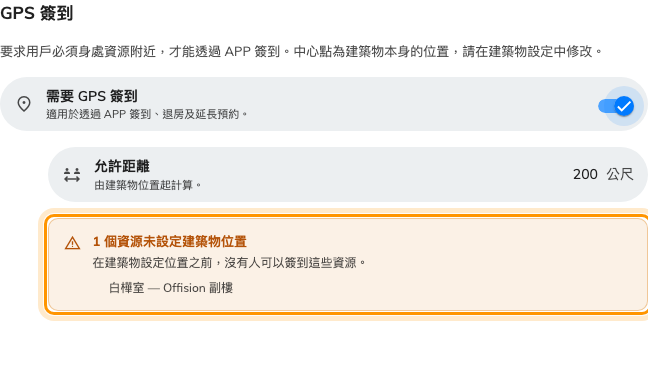 GPS 簽到
要求用戶必須身處資源附近，才能透過 APP 簽到。中心點為建築物本身的位置，請在建築物設定中修改。
需要 GPS 簽到
適用於透過 APP 簽到、退房及延長預約。
允許距離
200 公尺
由建築物位置起計算。
1 個資源未設定建築物位置
在建築物設定位置之前，沒有人可以簽到這些資源。
白樺室 — Offision 副樓